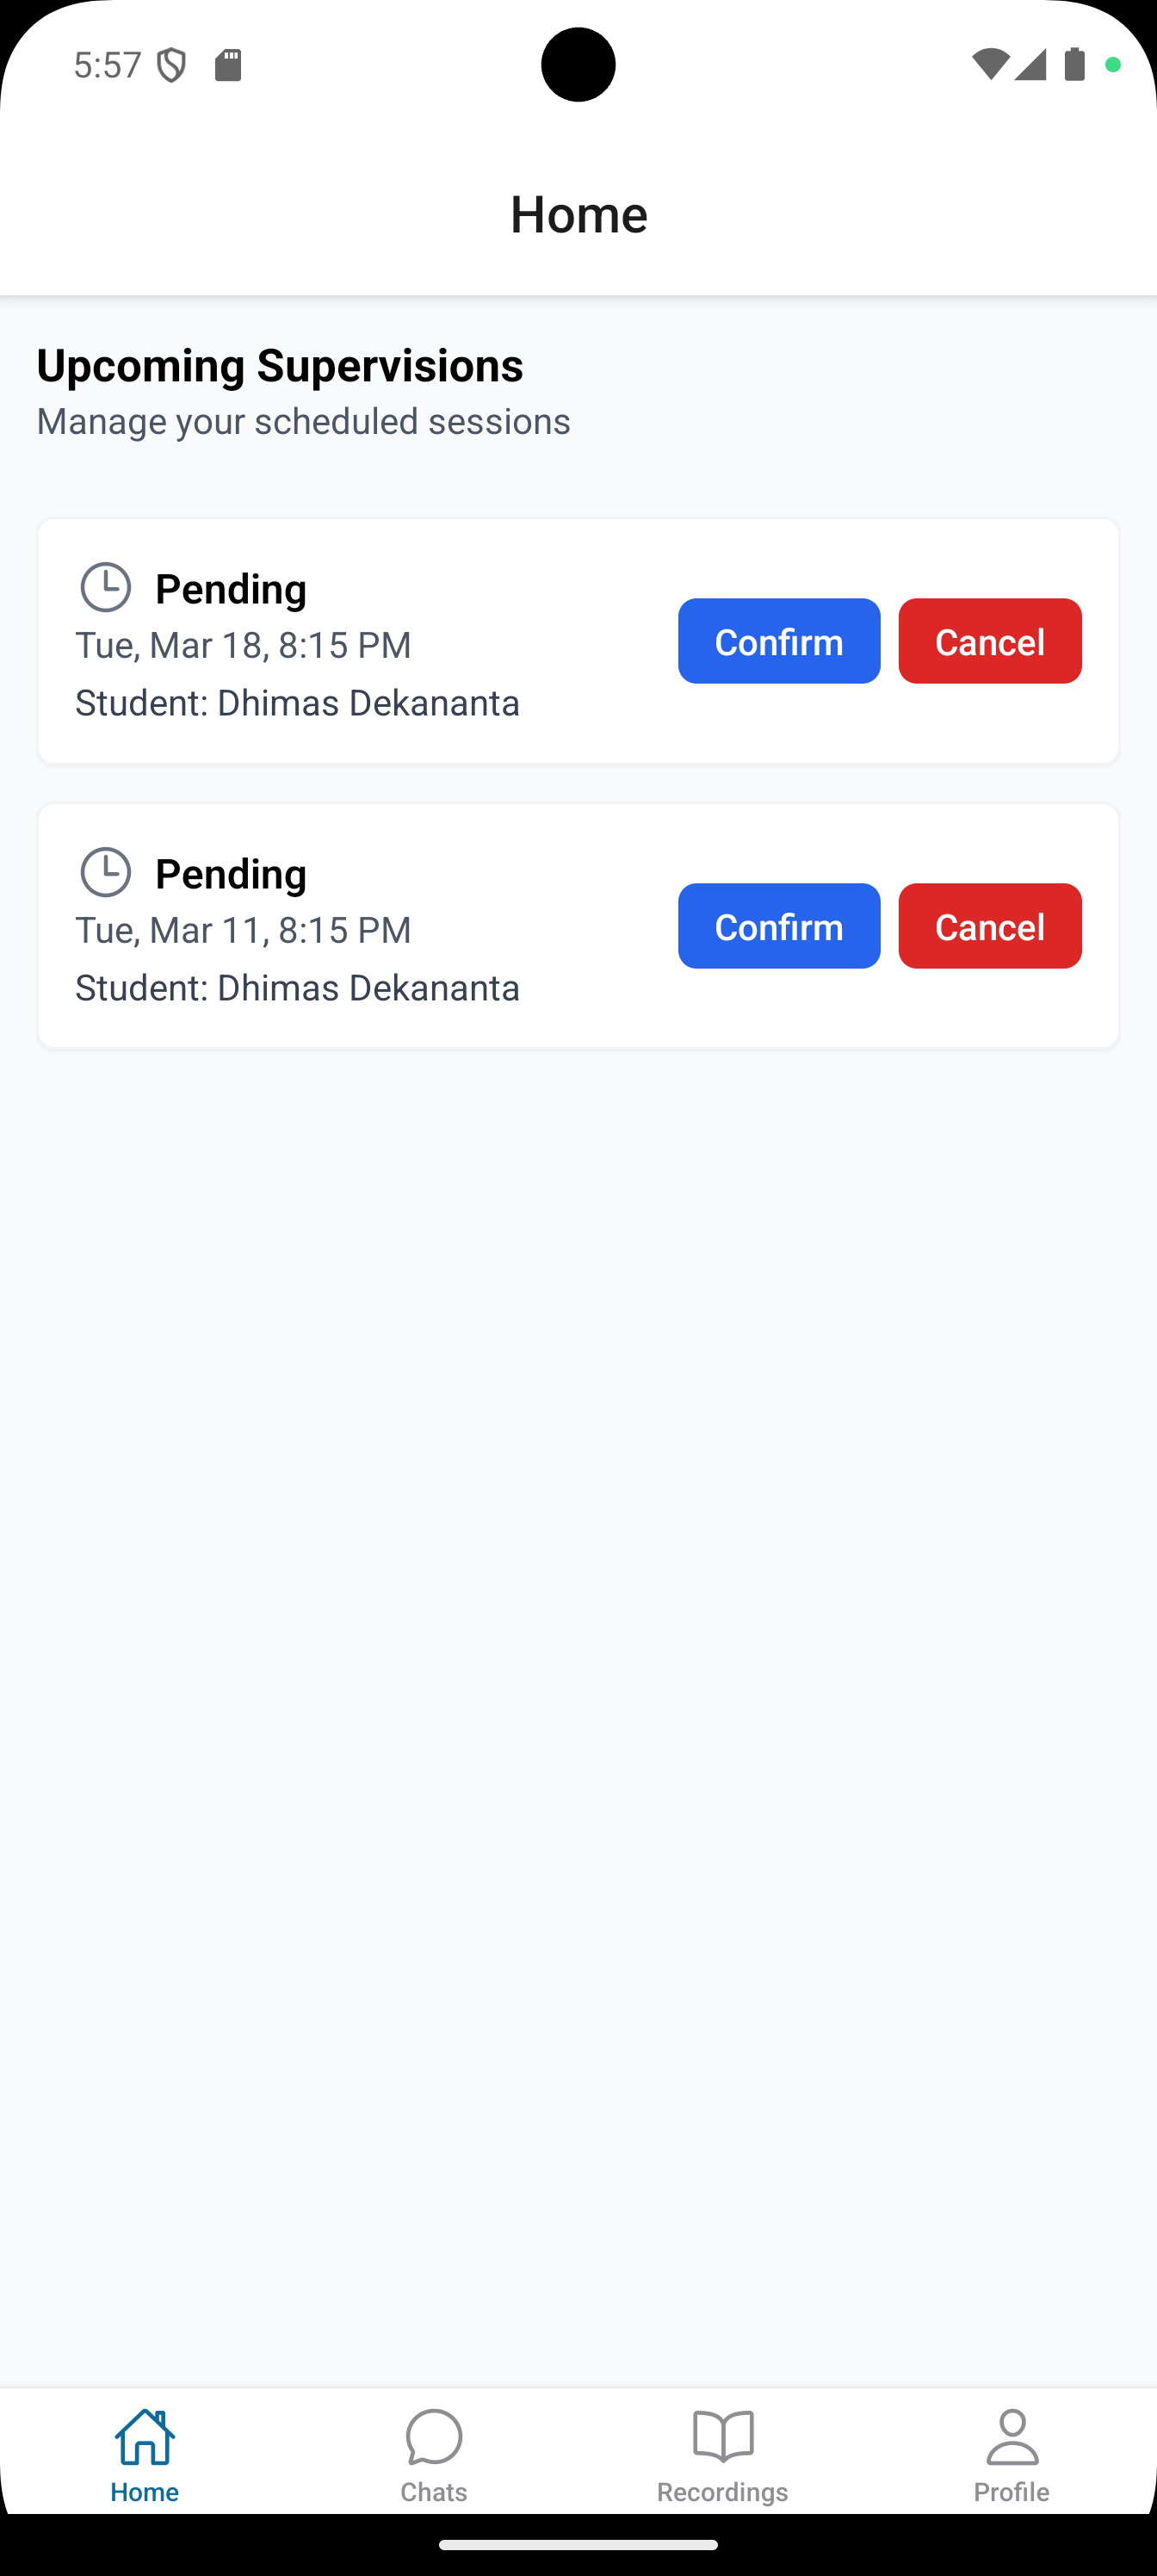 5:57
Home
Upcoming Supervisions
Manage your scheduled sessions
Pending
Tue, Mar 18, 8:15 PM
Student: Dhimas Dekananta
Confirm
Cancel
Pending
Tue, Mar 11, 8:15 PM
Student: Dhimas Dekananta
Confirm
Cancel
Home
Chats
Recordings
Profile